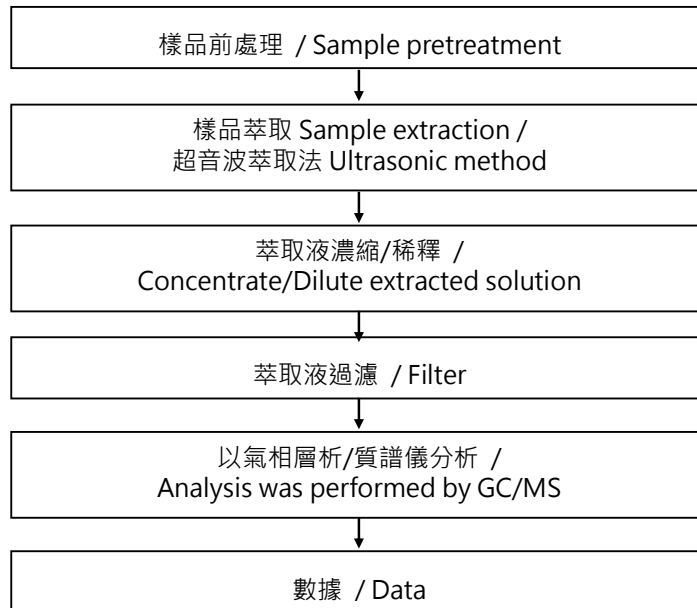 樣品前處理 / Sample pretreatment
樣品萃取 Sample extraction /
超音波萃取法 Ultrasonic method
萃取液濃縮/稀釋 /
Concentrate/Dilute extracted solution
萃取液過濾 / Filter
以氣相層析/質譜儀分析 /
Analysis was performed by GC/MS
數據 / Data